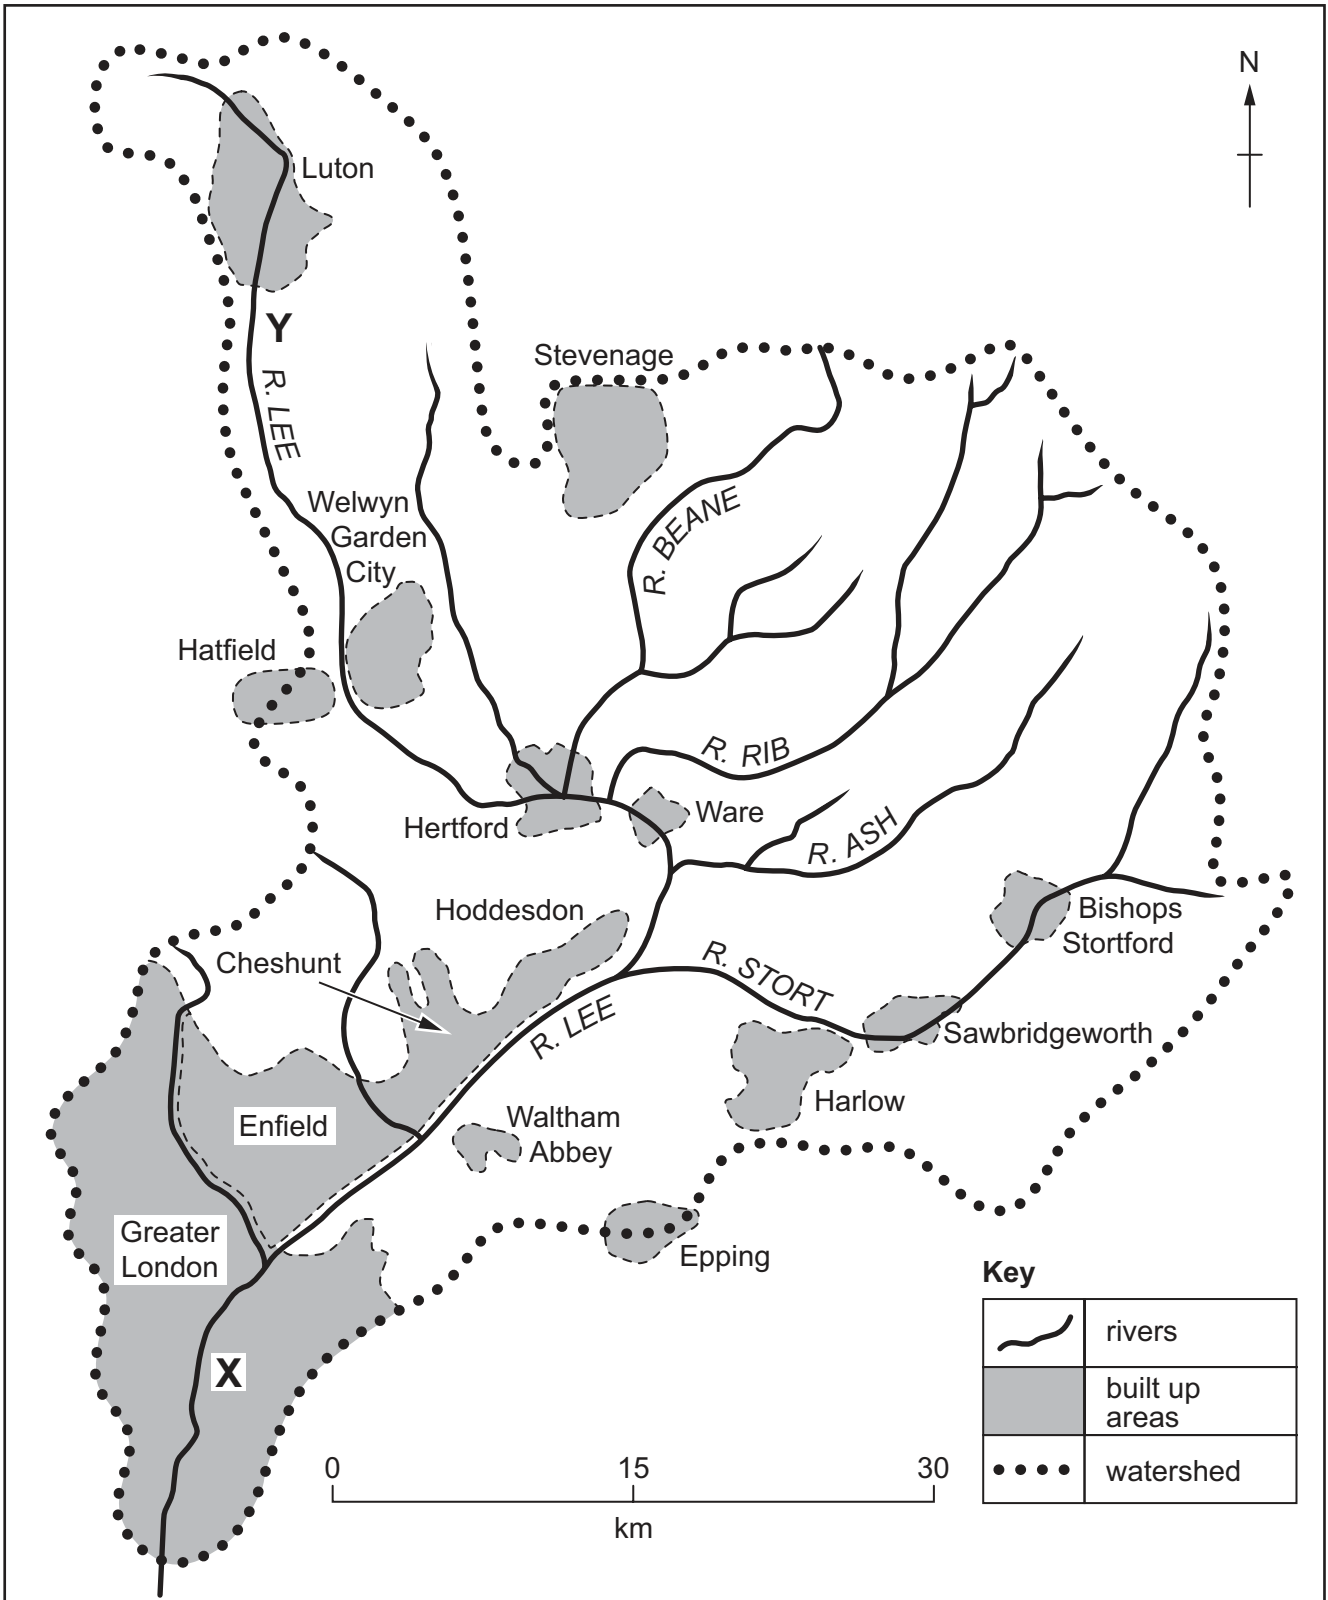 N
Luton
Y
R. LEE
Stevenage
Welwyn
Garden
City
R. BEANE
Hatfield
R. RIB
Hertford
Ware
R. ASH
Hoddesdon
Bishops
Stortford
Cheshunt
R. STORT
R. LEE
Sawbridgeworth
Harlow
Enfield
Waltham
Abbey
Greater
London
Epping
X
Key
rivers
built up
areas
watershed
0 15 30
km